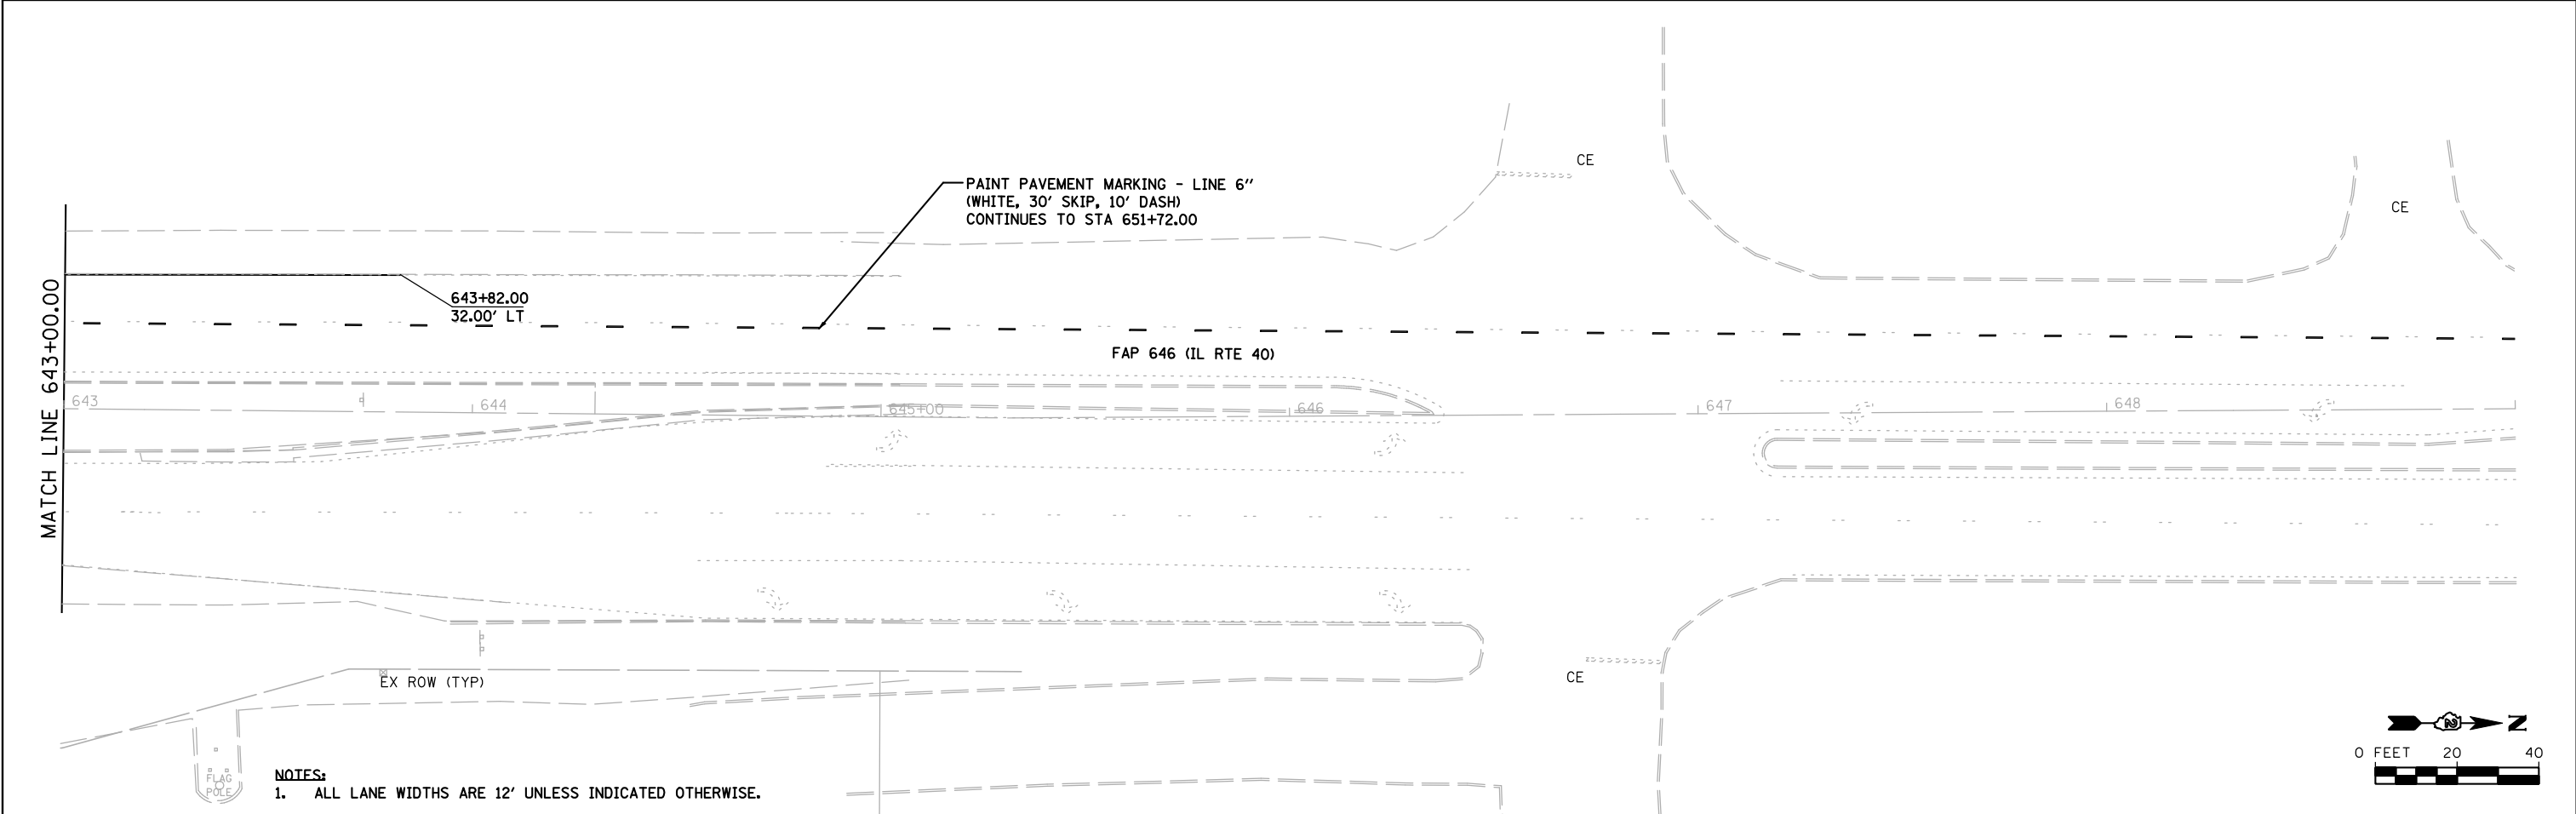 CE
CE
PAINT PAVEMENT MARKING - LINE 6"
(WHITE, 30' SKIP, 10' DASH)
CONTINUES TO STA 651+72.00
MATCH LINE 643+00.00
643+82.00
32.00' LT
FAP 646 (IL RTE 40)
643
644
645+00
646
647
648
EX ROW (TYP)
CE
FLAG
POLE
NOTES:
1. ALL LANE WIDTHS ARE 12' UNLESS INDICATED OTHERWISE.
N
0 FEET 20 40